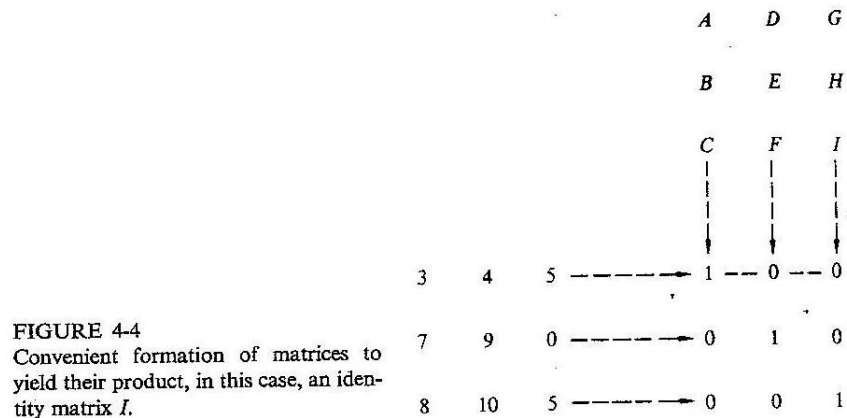 A D G
B E H
C F I
3 4 5 1 0 0
7 9 0 0 1 0
8 10 5 0 0 1
FIGURE 4-4
Convenient formation of matrices to
yield their product, in this case, an iden-
tity matrix I.